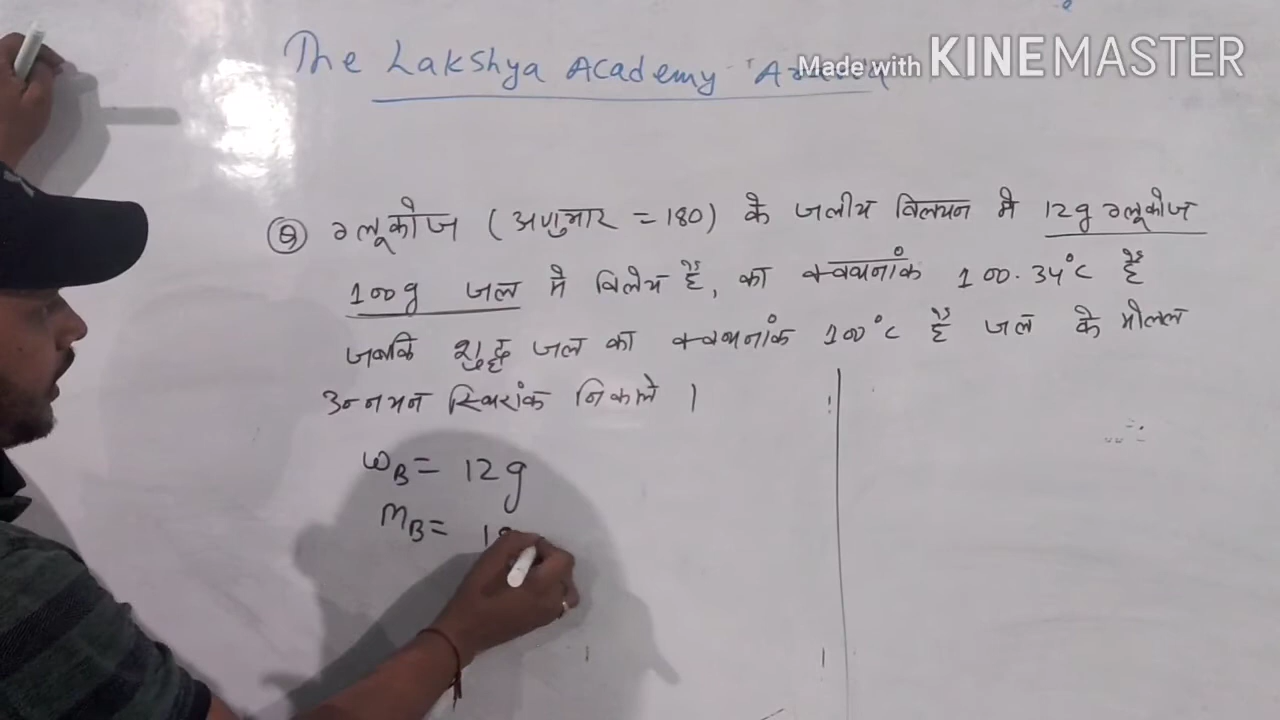 The Lakshya Academy
Made with KINEMASTER
Q ग्लूकोज (अणुभार = 180) के जलीय विलयन मे 12g ग्लूकोज
100g जल मे विलेय है, का क्वथनांक 100.34°C है
जबकि शुद्ध जल का क्वथनांक 100°C है जल के मोलल
उन्नयन स्थिरांक निकाले ।
WB = 12g
MB =